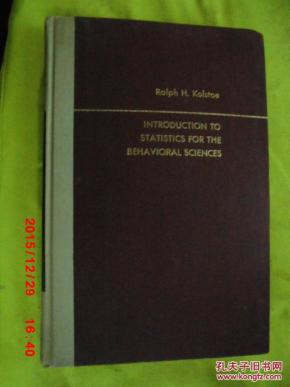 Ralph H. Kolstoe
INTRODUCTION TO
STATISTICS FOR THE
BEHAVIORAL SCIENCES
2015/12/29 16:40
孔夫子旧书网